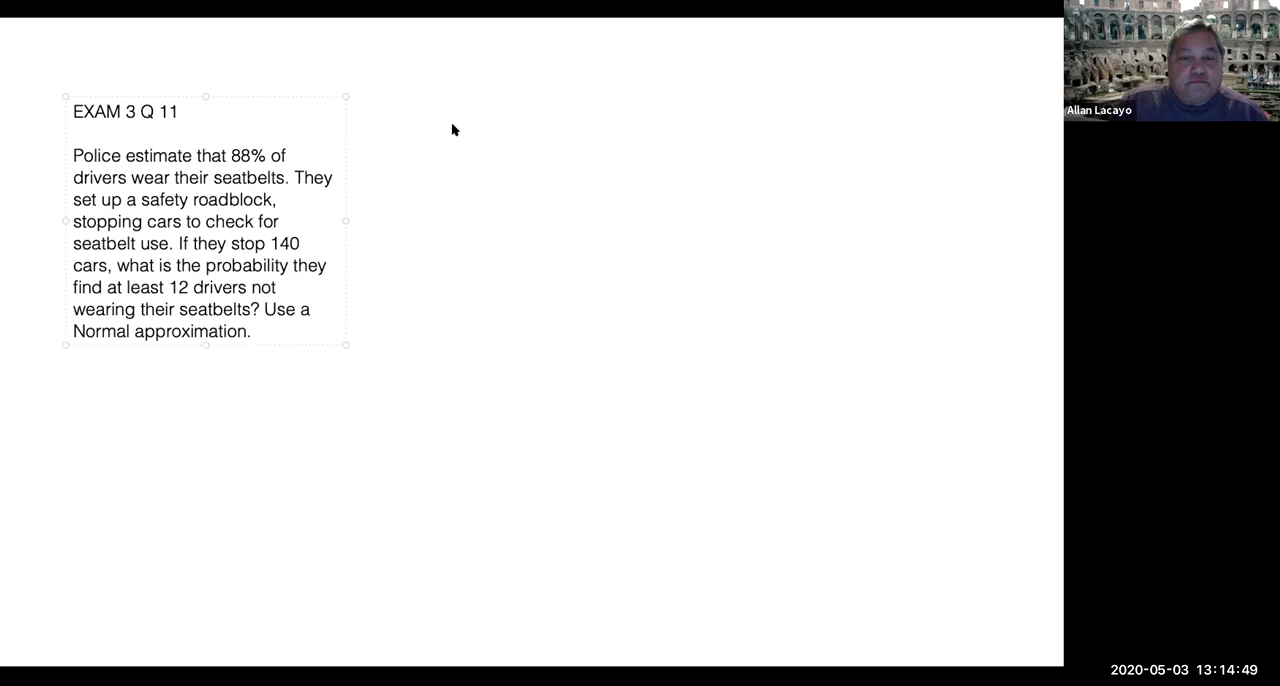 EXAM 3 Q 11
Police estimate that 88% of
drivers wear their seatbelts. They
set up a safety roadblock,
stopping cars to check for
seatbelt use. If they stop 140
cars, what is the probability they
find at least 12 drivers not
wearing their seatbelts? Use a
Normal approximation.
Allan Lacayo
2020-05-03 13:14:49